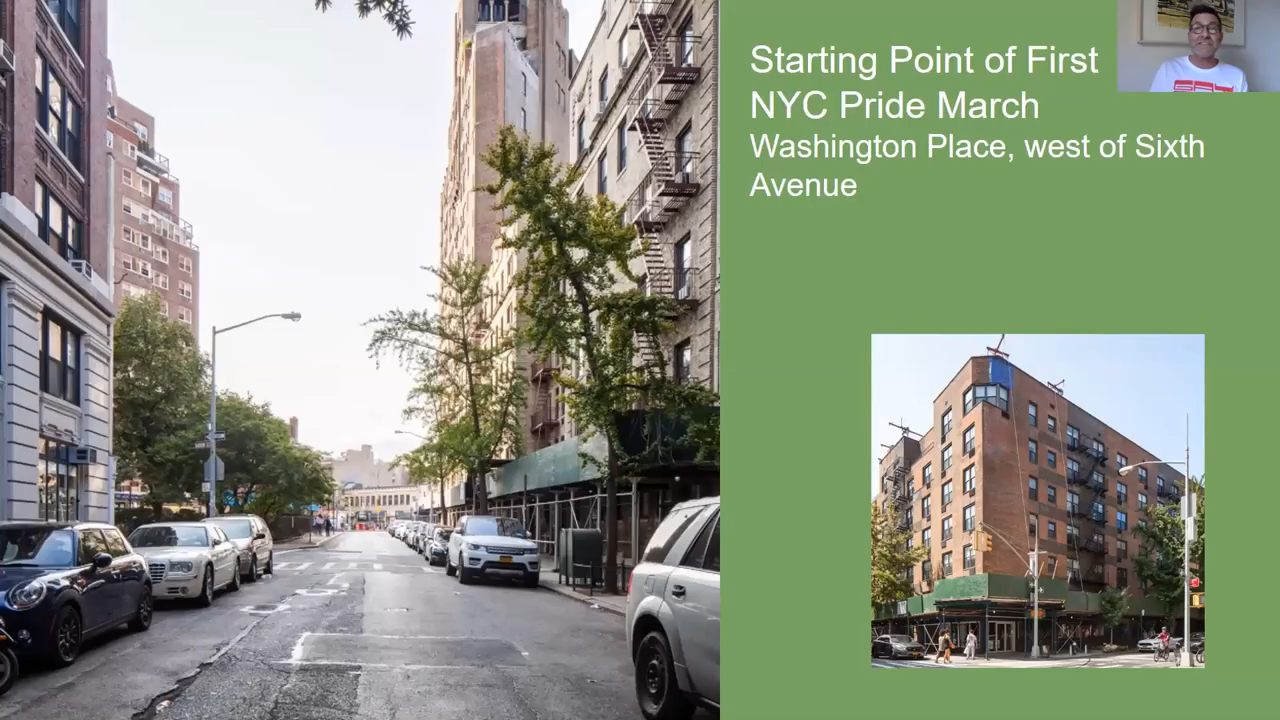 Starting Point of First
NYC Pride March
Washington Place, west of Sixth
Avenue